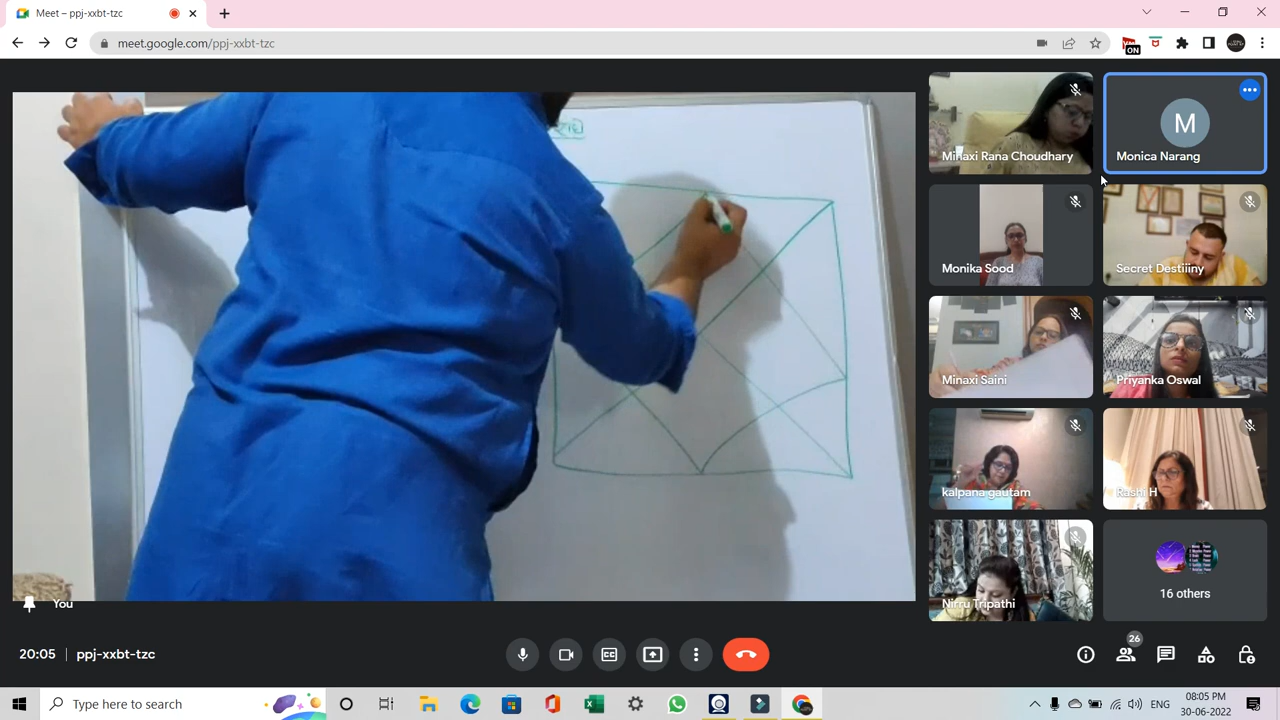 Meet – ppj-xxbt-tzc
meet.google.com/ppj-xxbt-tzc
ON
Minaxi Rana Choudhary
M
Monica Narang
Monika Sood
Secret Destiiiny
Minaxi Saini
Priyanka Oswal
kalpana gautam
Rashi H
Nirru Tripathi
16 others
You
20:05 | ppj-xxbt-tzc
26
Type here to search
ENG
08:05 PM
30-06-2022